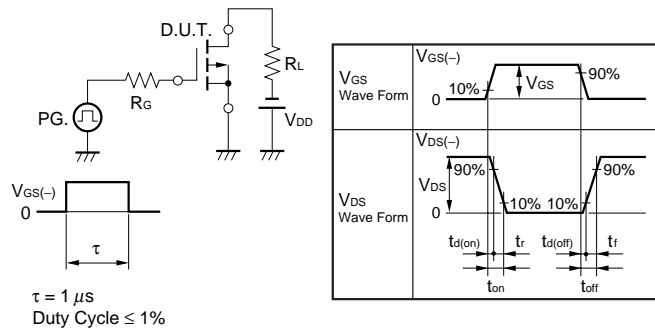 D.U.T.
RL
RG
PG.
VDD
VGS(−)
0
τ
τ = 1 μs
Duty Cycle ≤ 1%
VGS
Wave Form
VGS(−)
10%
VGS
90%
0
VDS
Wave Form
VDS(−)
90%
VDS
10%
10%
90%
0
td(on)
tr
td(off)
tf
ton
toff